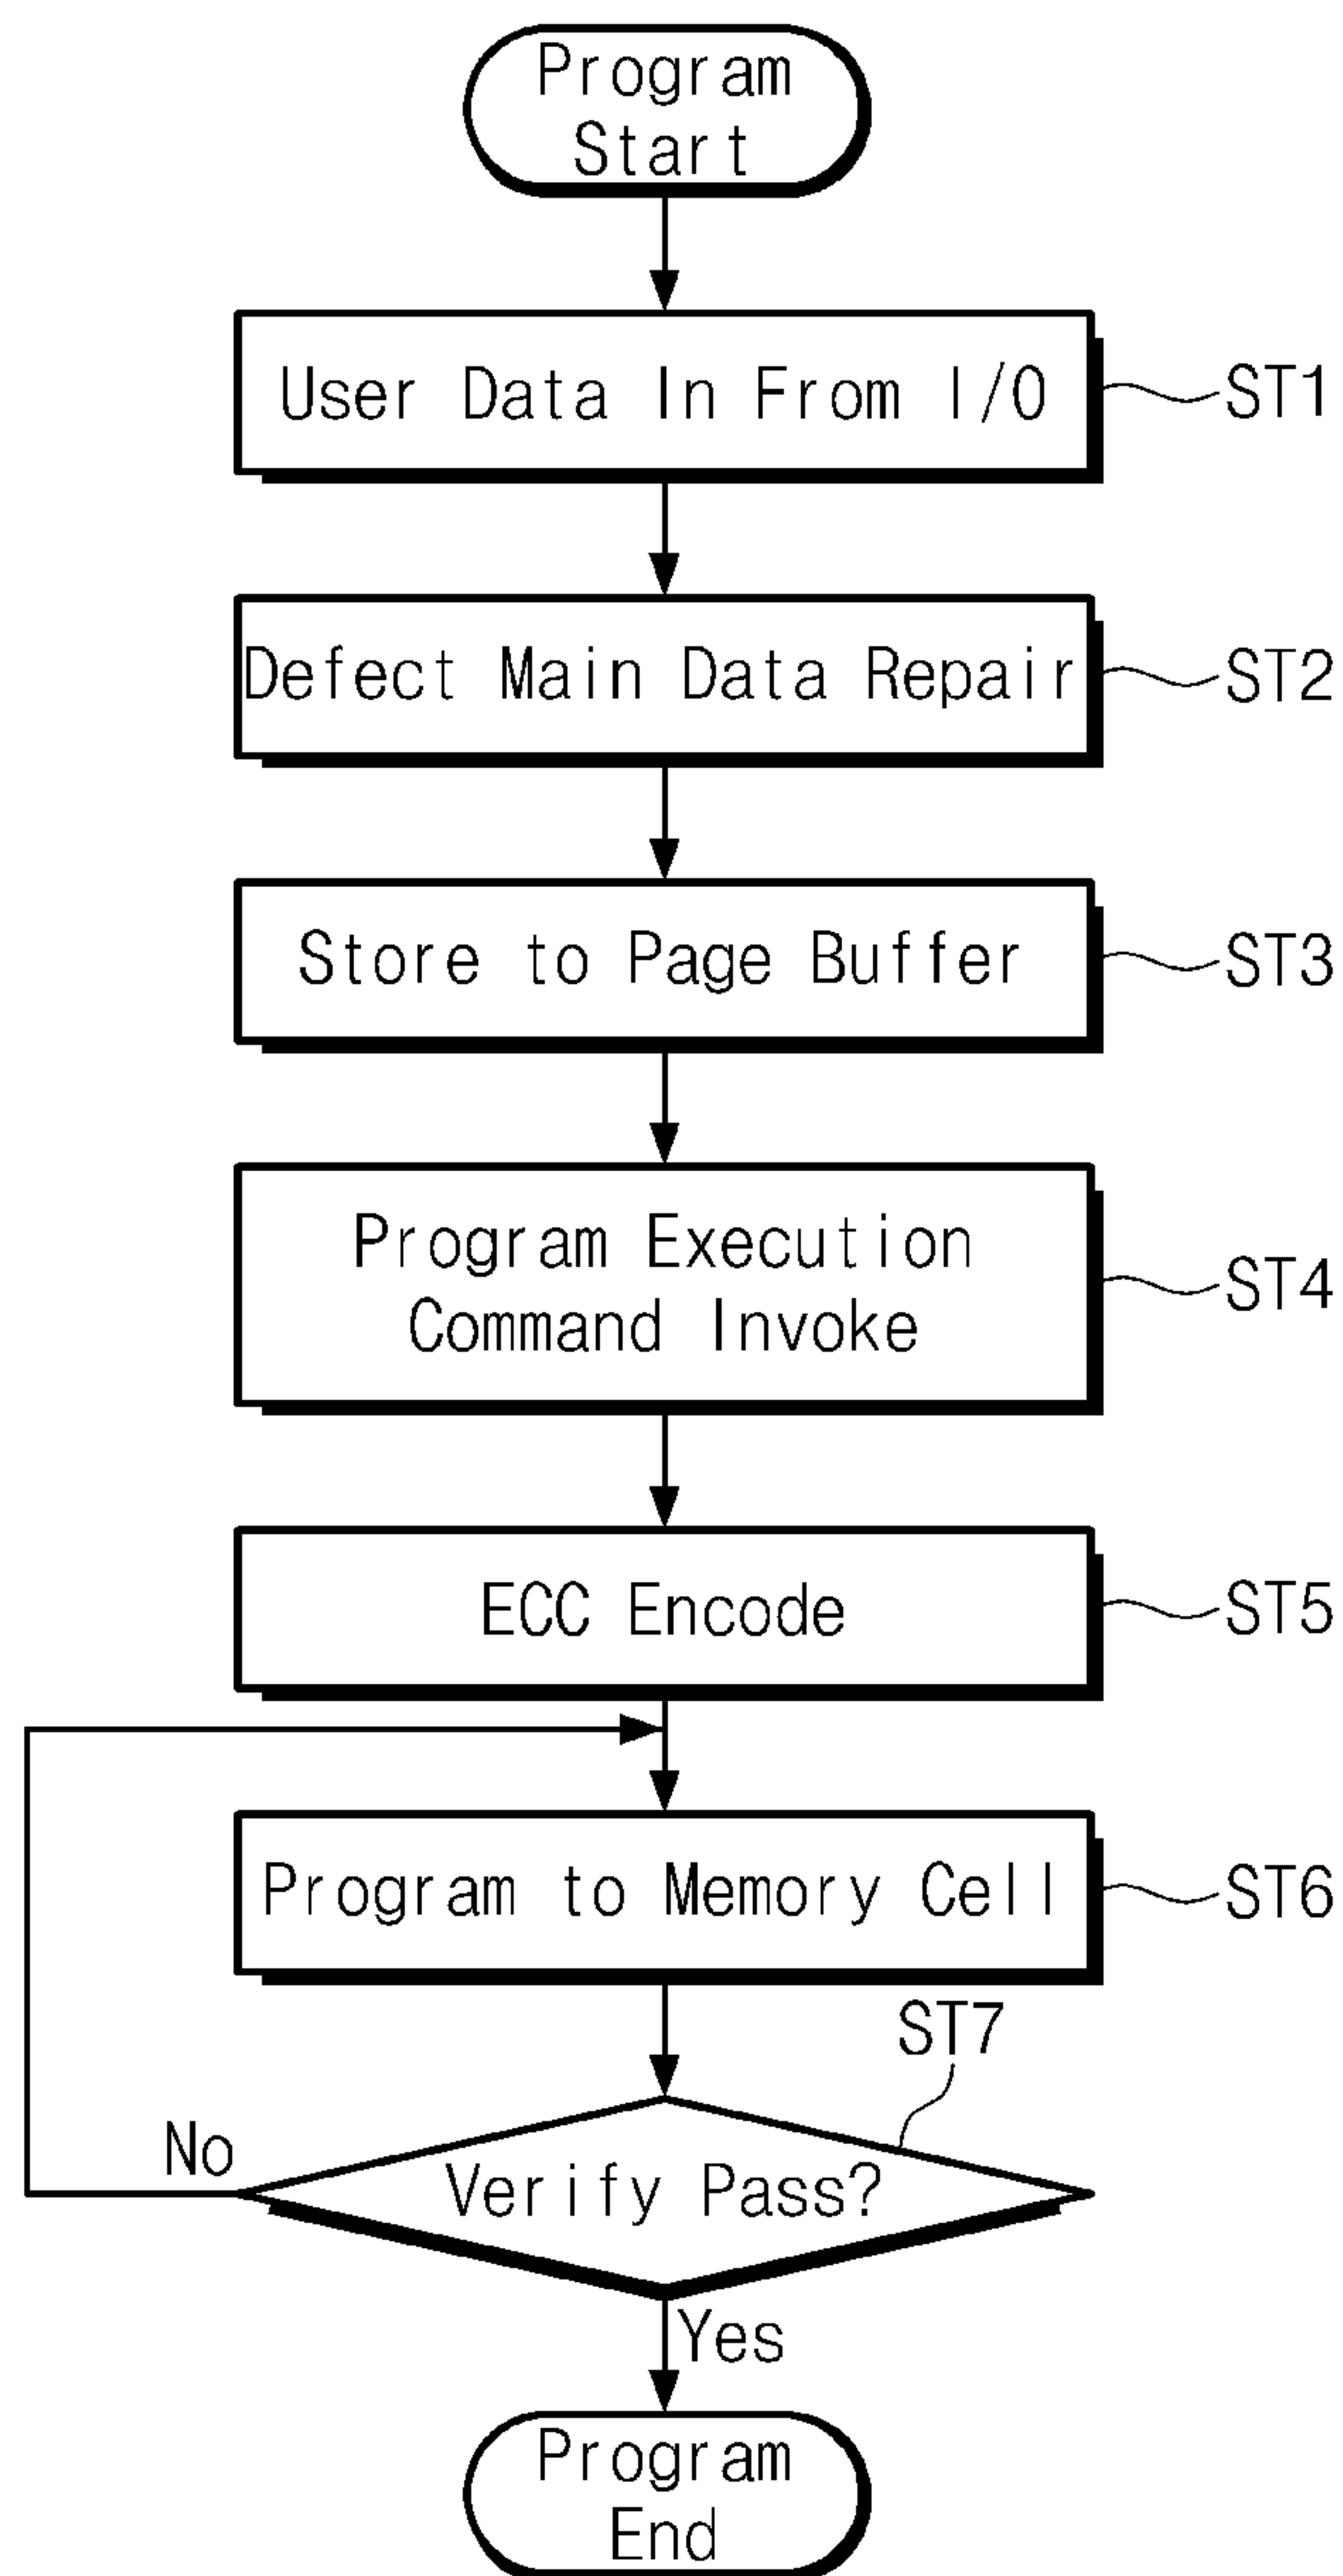 Program
Start
User Data In From I/O
ST1
Defect Main Data Repair
ST2
Store to Page Buffer
ST3
Program Execution
Command Invoke
ST4
ECC Encode
ST5
Program to Memory Cell
ST6
ST7
No
Verify Pass?
Yes
Program
End